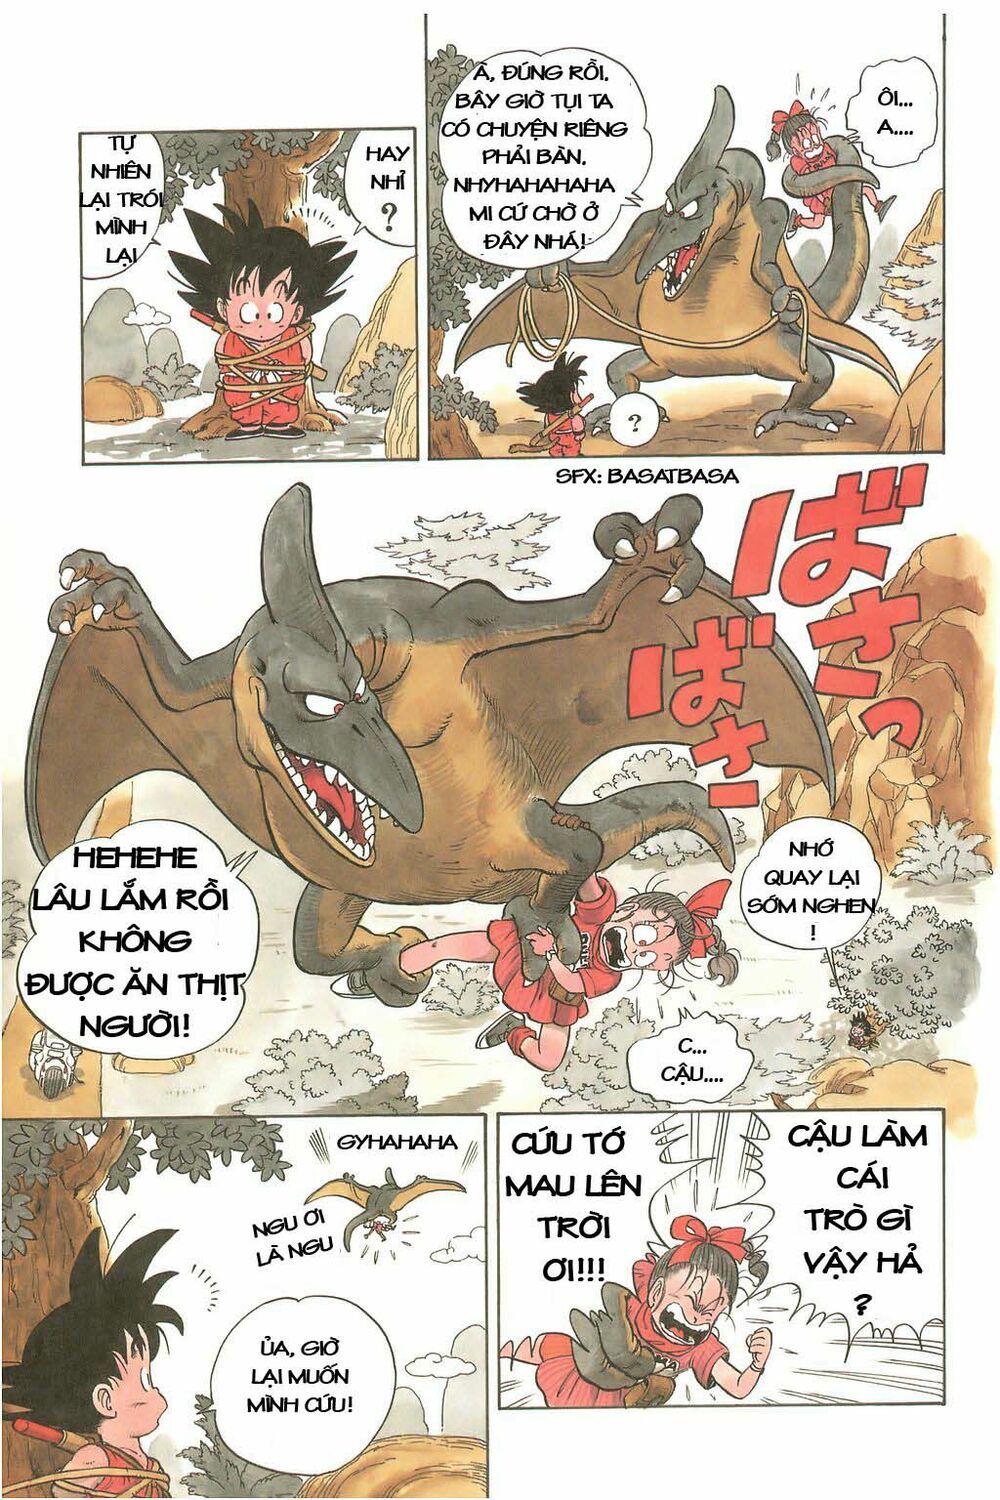 À, ĐÚNG RỒI.
BÂY GIỜ TỤI TA
CÓ CHUYỆN RIÊNG
PHẢI BÀN.
NHYHAHAHAHA
MI CỨ CHỜ Ở
ĐÂY NHÁ!
ÔI...
A....
?
TỰ
NHIÊN
LẠI TRÓI
MÌNH
LẠI
HAY
NHỈ
?
SFX: BASATBASA
ばさっ
ばさ
HEHEHE
LÂU LẮM RỒI
KHÔNG
ĐƯỢC ĂN THỊT
NGƯỜI!
NHỚ
QUAY LẠI
SỚM NGHEN
!
C...
CẬU....
GYHAHAHA
NGU ƠI
LÀ NGU
ỦA, GIỜ
LẠI MUỐN
MÌNH CỨU!
CỨU TỚ
MAU LÊN
TRỜI
ƠI!!!
CẬU LÀM
CÁI
TRÒ GÌ
VẬY HẢ
?